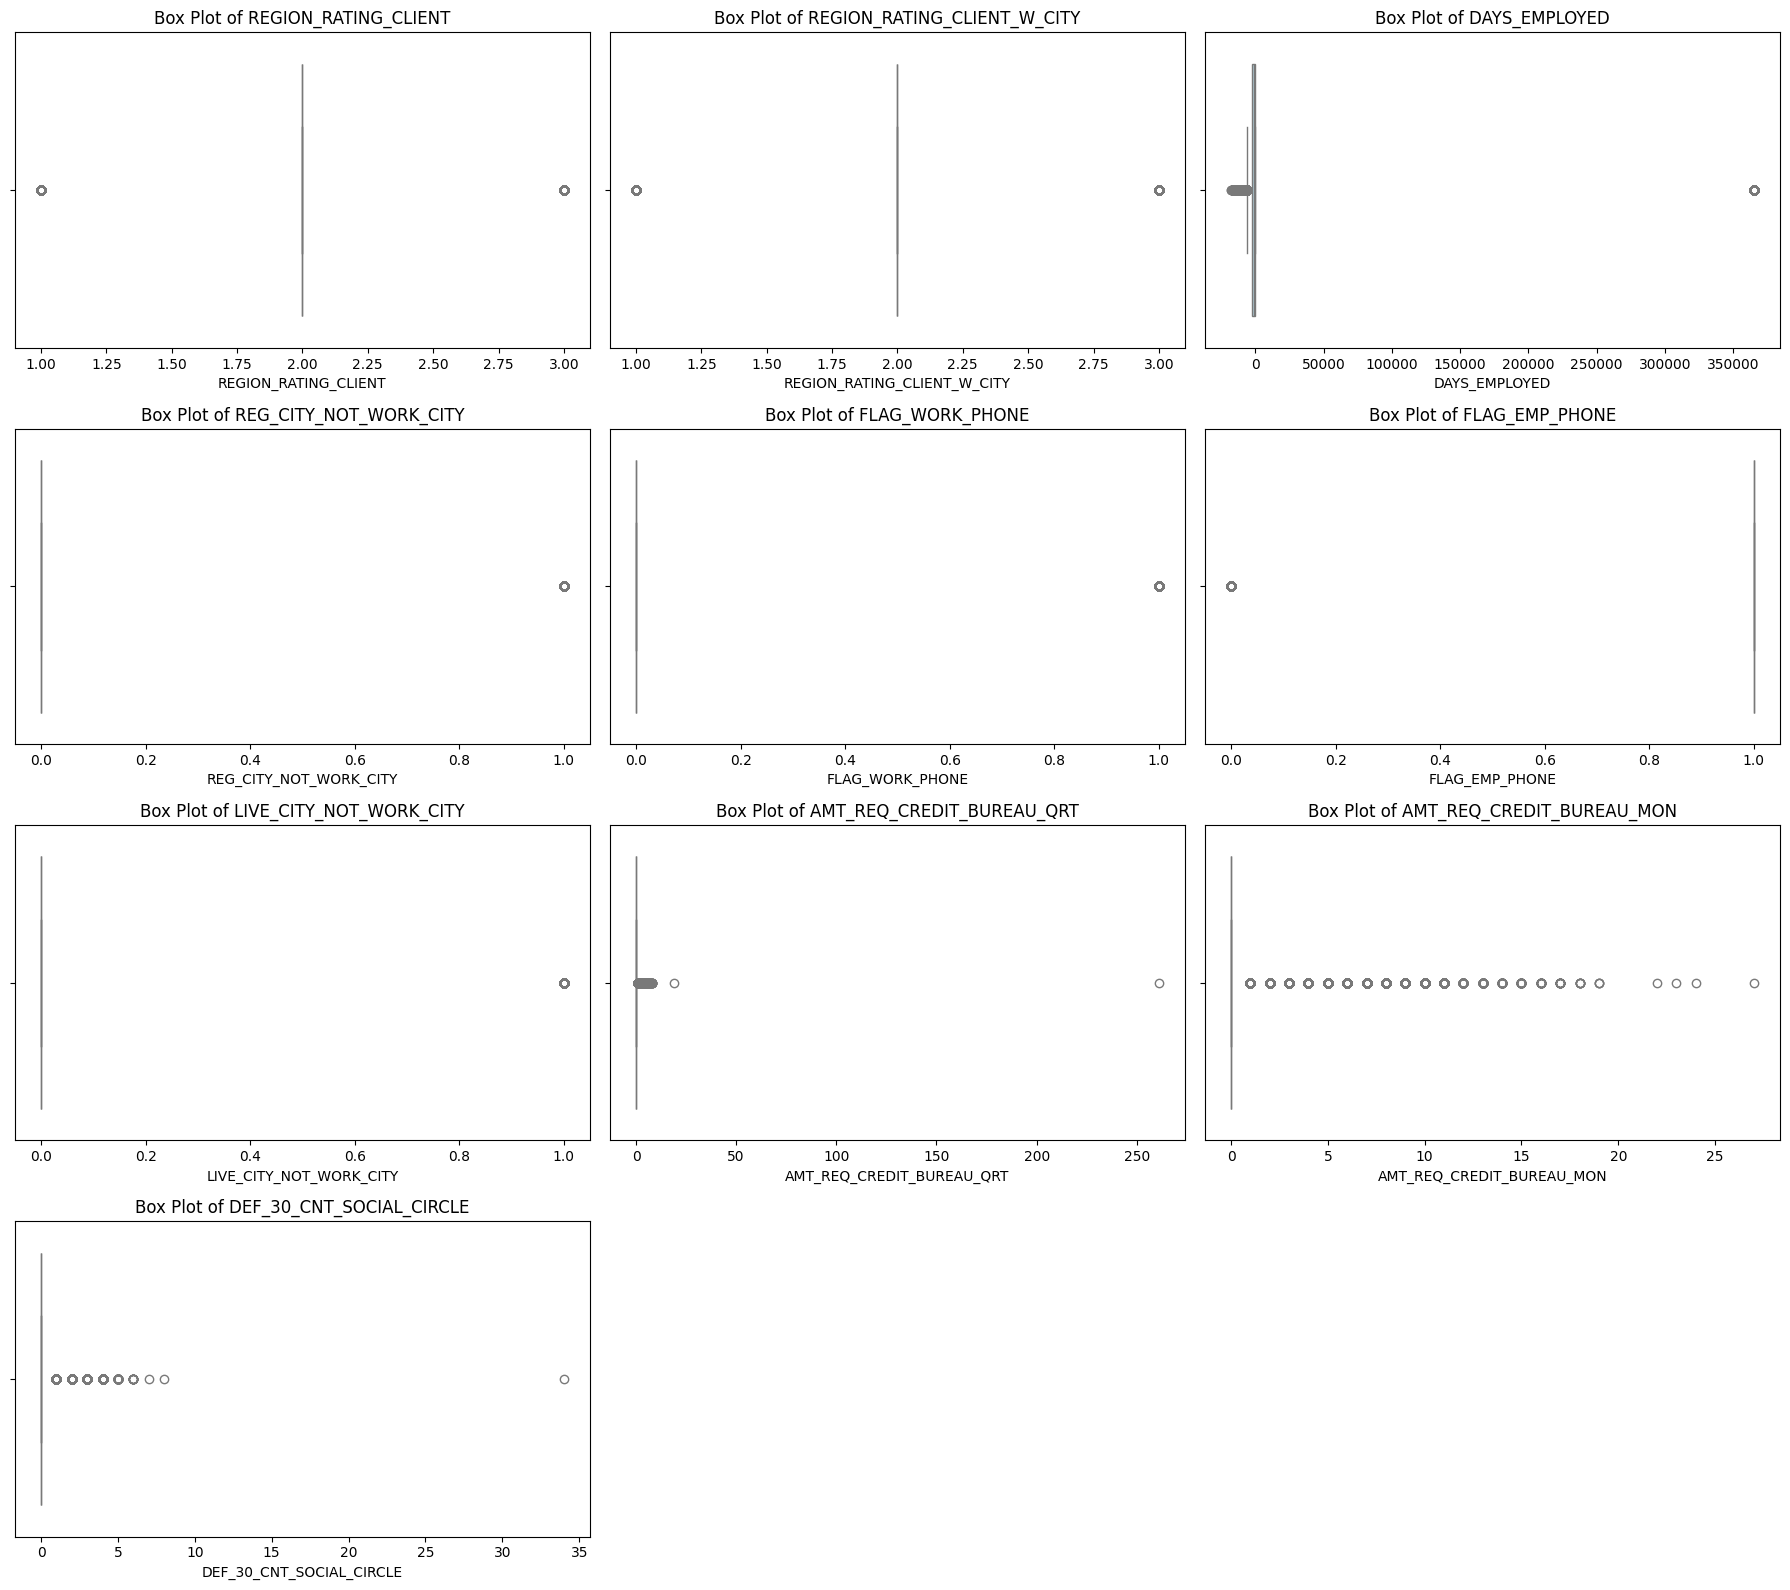 Box Plot of REGION_RATING_CLIENT
Box Plot of REGION_RATING_CLIENT_W_CITY
Box Plot of DAYS_EMPLOYED
1.00 1.25 1.50 1.75 2.00 2.25 2.50 2.75 3.00
1.00 1.25 1.50 1.75 2.00 2.25 2.50 2.75 3.00
0 50000 100000 150000 200000 250000 300000 350000
REGION_RATING_CLIENT
REGION_RATING_CLIENT_W_CITY
DAYS_EMPLOYED
Box Plot of REG_CITY_NOT_WORK_CITY
Box Plot of FLAG_WORK_PHONE
Box Plot of FLAG_EMP_PHONE
0.0 0.2 0.4 0.6 0.8 1.0
0.0 0.2 0.4 0.6 0.8 1.0
0.0 0.2 0.4 0.6 0.8 1.0
REG_CITY_NOT_WORK_CITY
FLAG_WORK_PHONE
FLAG_EMP_PHONE
Box Plot of LIVE_CITY_NOT_WORK_CITY
Box Plot of AMT_REQ_CREDIT_BUREAU_QRT
Box Plot of AMT_REQ_CREDIT_BUREAU_MON
0.0 0.2 0.4 0.6 0.8 1.0
0 50 100 150 200 250
0 5 10 15 20 25
LIVE_CITY_NOT_WORK_CITY
AMT_REQ_CREDIT_BUREAU_QRT
AMT_REQ_CREDIT_BUREAU_MON
Box Plot of DEF_30_CNT_SOCIAL_CIRCLE
0 5 10 15 20 25 30 35
DEF_30_CNT_SOCIAL_CIRCLE